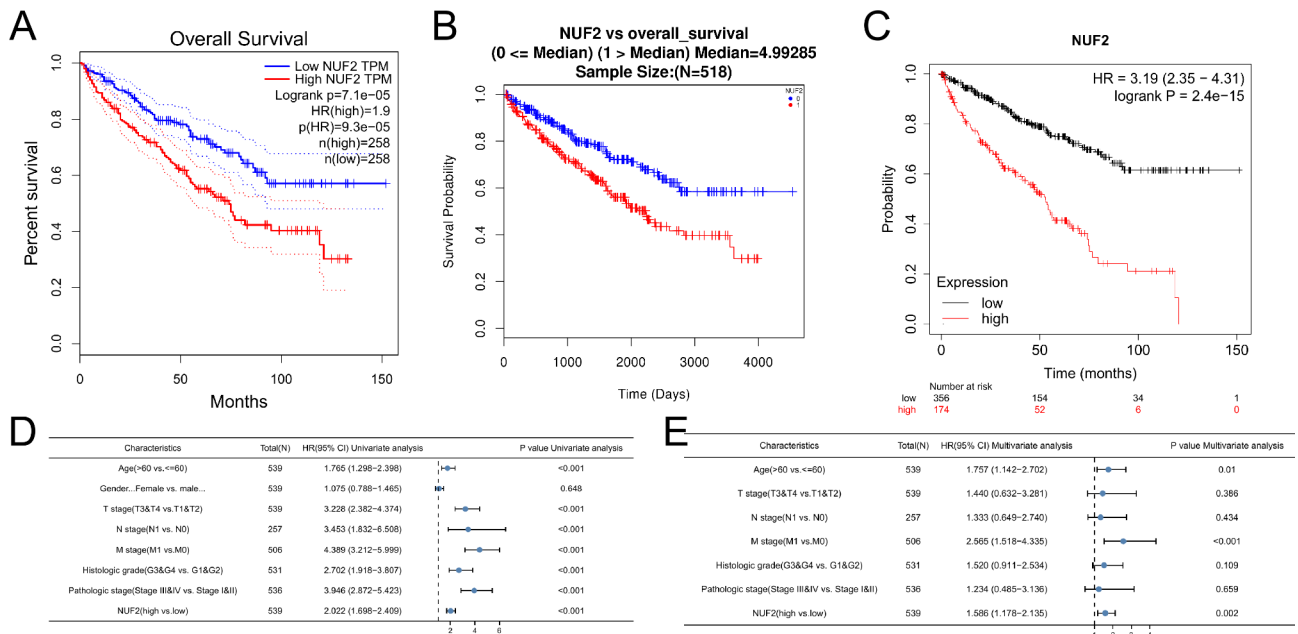 A
Overall Survival
Low NUF2 TPM
High NUF2 TPM
Logrank p=7.1e−05
HR(high)=1.9
p(HR)=9.3e−05
n(high)=258
n(low)=258
Percent survival
1.0
0.8
0.6
0.4
0.2
0.0
0 50 100 150
Months
B
NUF2 vs overall_survival
(0 <= Median) (1 > Median) Median=4.99285
Sample Size:(N=518)
NUF2
0
1
Survival Probability
1.0
0.8
0.6
0.4
0.2
0.0
0 1000 2000 3000 4000
Time (Days)
C
NUF2
HR = 3.19 (2.35 − 4.31)
logrank P = 2.4e−15
Probability
1.0
0.8
0.6
0.4
0.2
0.0
Expression
low
high
0 50 100 150
Time (months)
Number at risk
low 356 154 34 1
high 174 52 6 0
D
Characteristics Total(N) HR(95% CI) Univariate analysis P value Univariate analysis
Age(>60 vs.<=60) 539 1.765 (1.298−2.398) <0.001
Gender...Female vs. male... 539 1.075 (0.788−1.465) 0.648
T stage(T3&T4 vs.T1&T2) 539 3.228 (2.382−4.374) <0.001
N stage(N1 vs. N0) 257 3.453 (1.832−6.508) <0.001
M stage(M1 vs.M0) 506 4.389 (3.212−5.999) <0.001
Histologic grade(G3&G4 vs. G1&G2) 531 2.702 (1.918−3.807) <0.001
Pathologic stage(Stage III&IV vs. Stage I&II) 536 3.946 (2.872−5.423) <0.001
NUF2(high vs.low) 539 2.022 (1.698−2.409) <0.001
2 4 6
E
Characteristics Total(N) HR(95% CI) Multivariate analysis P value Multivariate analysis
Age(>60 vs.<=60) 539 1.757 (1.142−2.702) 0.01
T stage(T3&T4 vs.T1&T2) 539 1.440 (0.632−3.281) 0.386
N stage(N1 vs. N0) 257 1.333 (0.649−2.740) 0.434
M stage(M1 vs.M0) 506 2.565 (1.518−4.335) <0.001
Histologic grade(G3&G4 vs. G1&G2) 531 1.520 (0.911−2.534) 0.109
Pathologic stage(Stage III&IV vs. Stage I&II) 536 1.234 (0.485−3.136) 0.659
NUF2(high vs.low) 539 1.586 (1.178−2.135) 0.002
1 2 3 4